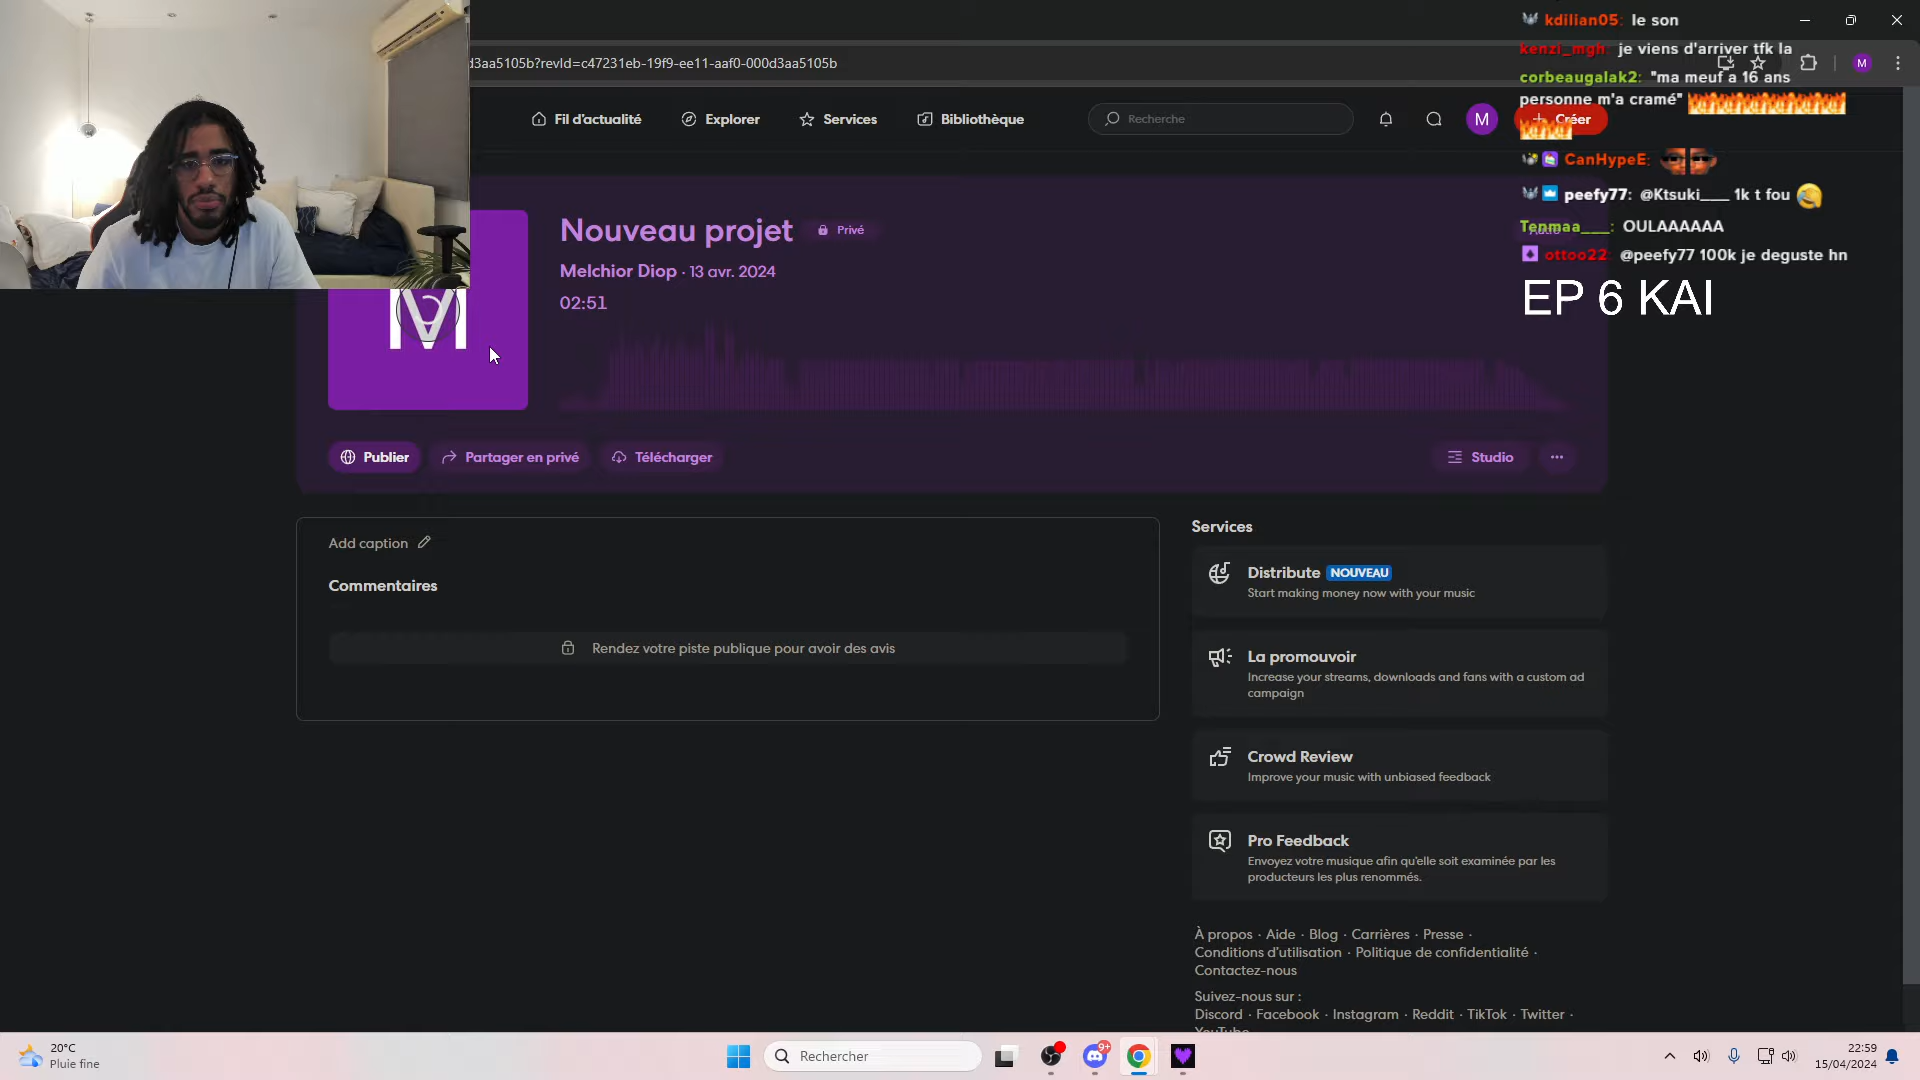 kdilian05: le son
kenzi_mgh: je viens d'arriver tfk la
d3aa5105b?revId=c47231eb-19f9-ee11-aaf0-000d3aa5105b
M
corbeaugalak2: "ma meuf a 16 ans
personne m'a cramé"
Fil d'actualité
Explorer
Services
Bibliothèque
Recherche
M
+ Créer
CanHypeE:
peefy77: @Ktsuki___ 1k t fou
Tenmaa___: OULAAAAAA
ottoo22: @peefy77 100k je deguste hn
EP 6 KAI
Nouveau projet
Privé
Melchior Diop · 13 avr. 2024
02:51
M
Publier
Partager en privé
Télécharger
Studio
Add caption
Commentaires
Rendez votre piste publique pour avoir des avis
Services
Distribute NOUVEAU
Start making money now with your music
La promouvoir
Increase your streams, downloads and fans with a custom ad
campaign
Crowd Review
Improve your music with unbiased feedback
Pro Feedback
Envoyez votre musique afin qu'elle soit examinée par les
producteurs les plus renommés.
À propos · Aide · Blog · Carrières · Presse ·
Conditions d'utilisation · Politique de confidentialité ·
Contactez-nous
Suivez-nous sur :
Discord · Facebook · Instagram · Reddit · TikTok · Twitter ·
YouTube
20°C
Pluie fine
Rechercher
9+
22:59
15/04/2024